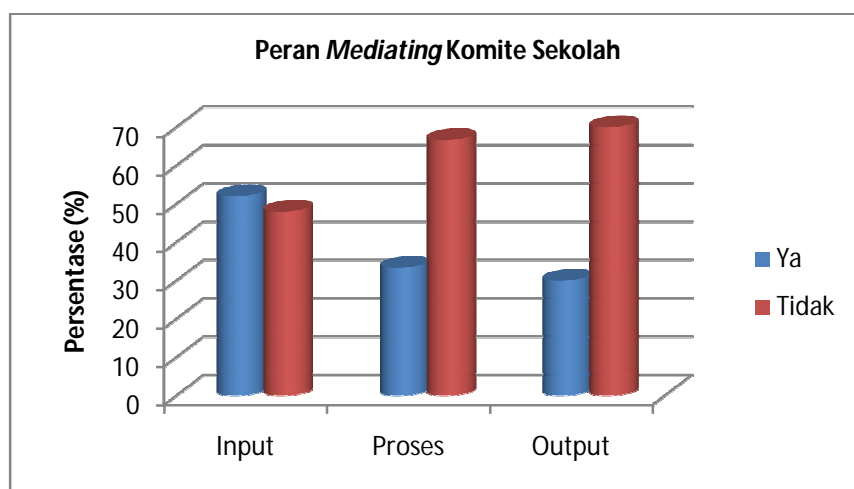 Peran Mediating Komite Sekolah
Persentase (%)
70
60
50
40
30
20
10
0
Input Proses Output
Ya
Tidak